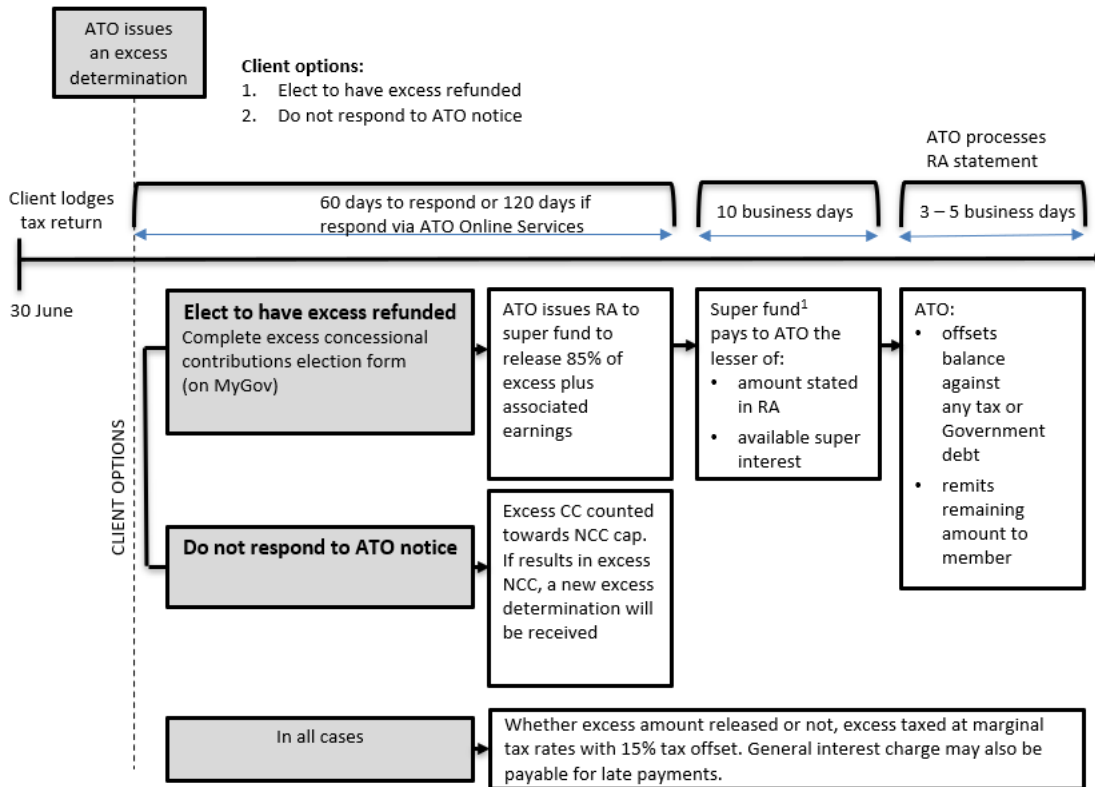 ATO issues
an excess
determination
Client options:
1. Elect to have excess refunded
2. Do not respond to ATO notice
ATO processes
RA statement
Client lodges
tax return
60 days to respond or 120 days if
respond via ATO Online Services
10 business days
3 – 5 business days
30 June
CLIENT OPTIONS
Elect to have excess refunded
Complete excess concessional
contributions election form
(on MyGov)
ATO issues RA to
super fund to
release 85% of
excess plus
associated
earnings
Super fund1
pays to ATO the
lesser of:
• amount stated
in RA
• available super
interest
ATO:
• offsets
balance
against
any tax or
Government
debt
• remits
remaining
amount to
member
Do not respond to ATO notice
Excess CC counted
towards NCC cap.
If results in excess
NCC, a new excess
determination will
be received
In all cases
Whether excess amount released or not, excess taxed at marginal
tax rates with 15% tax offset. General interest charge may also be
payable for late payments.